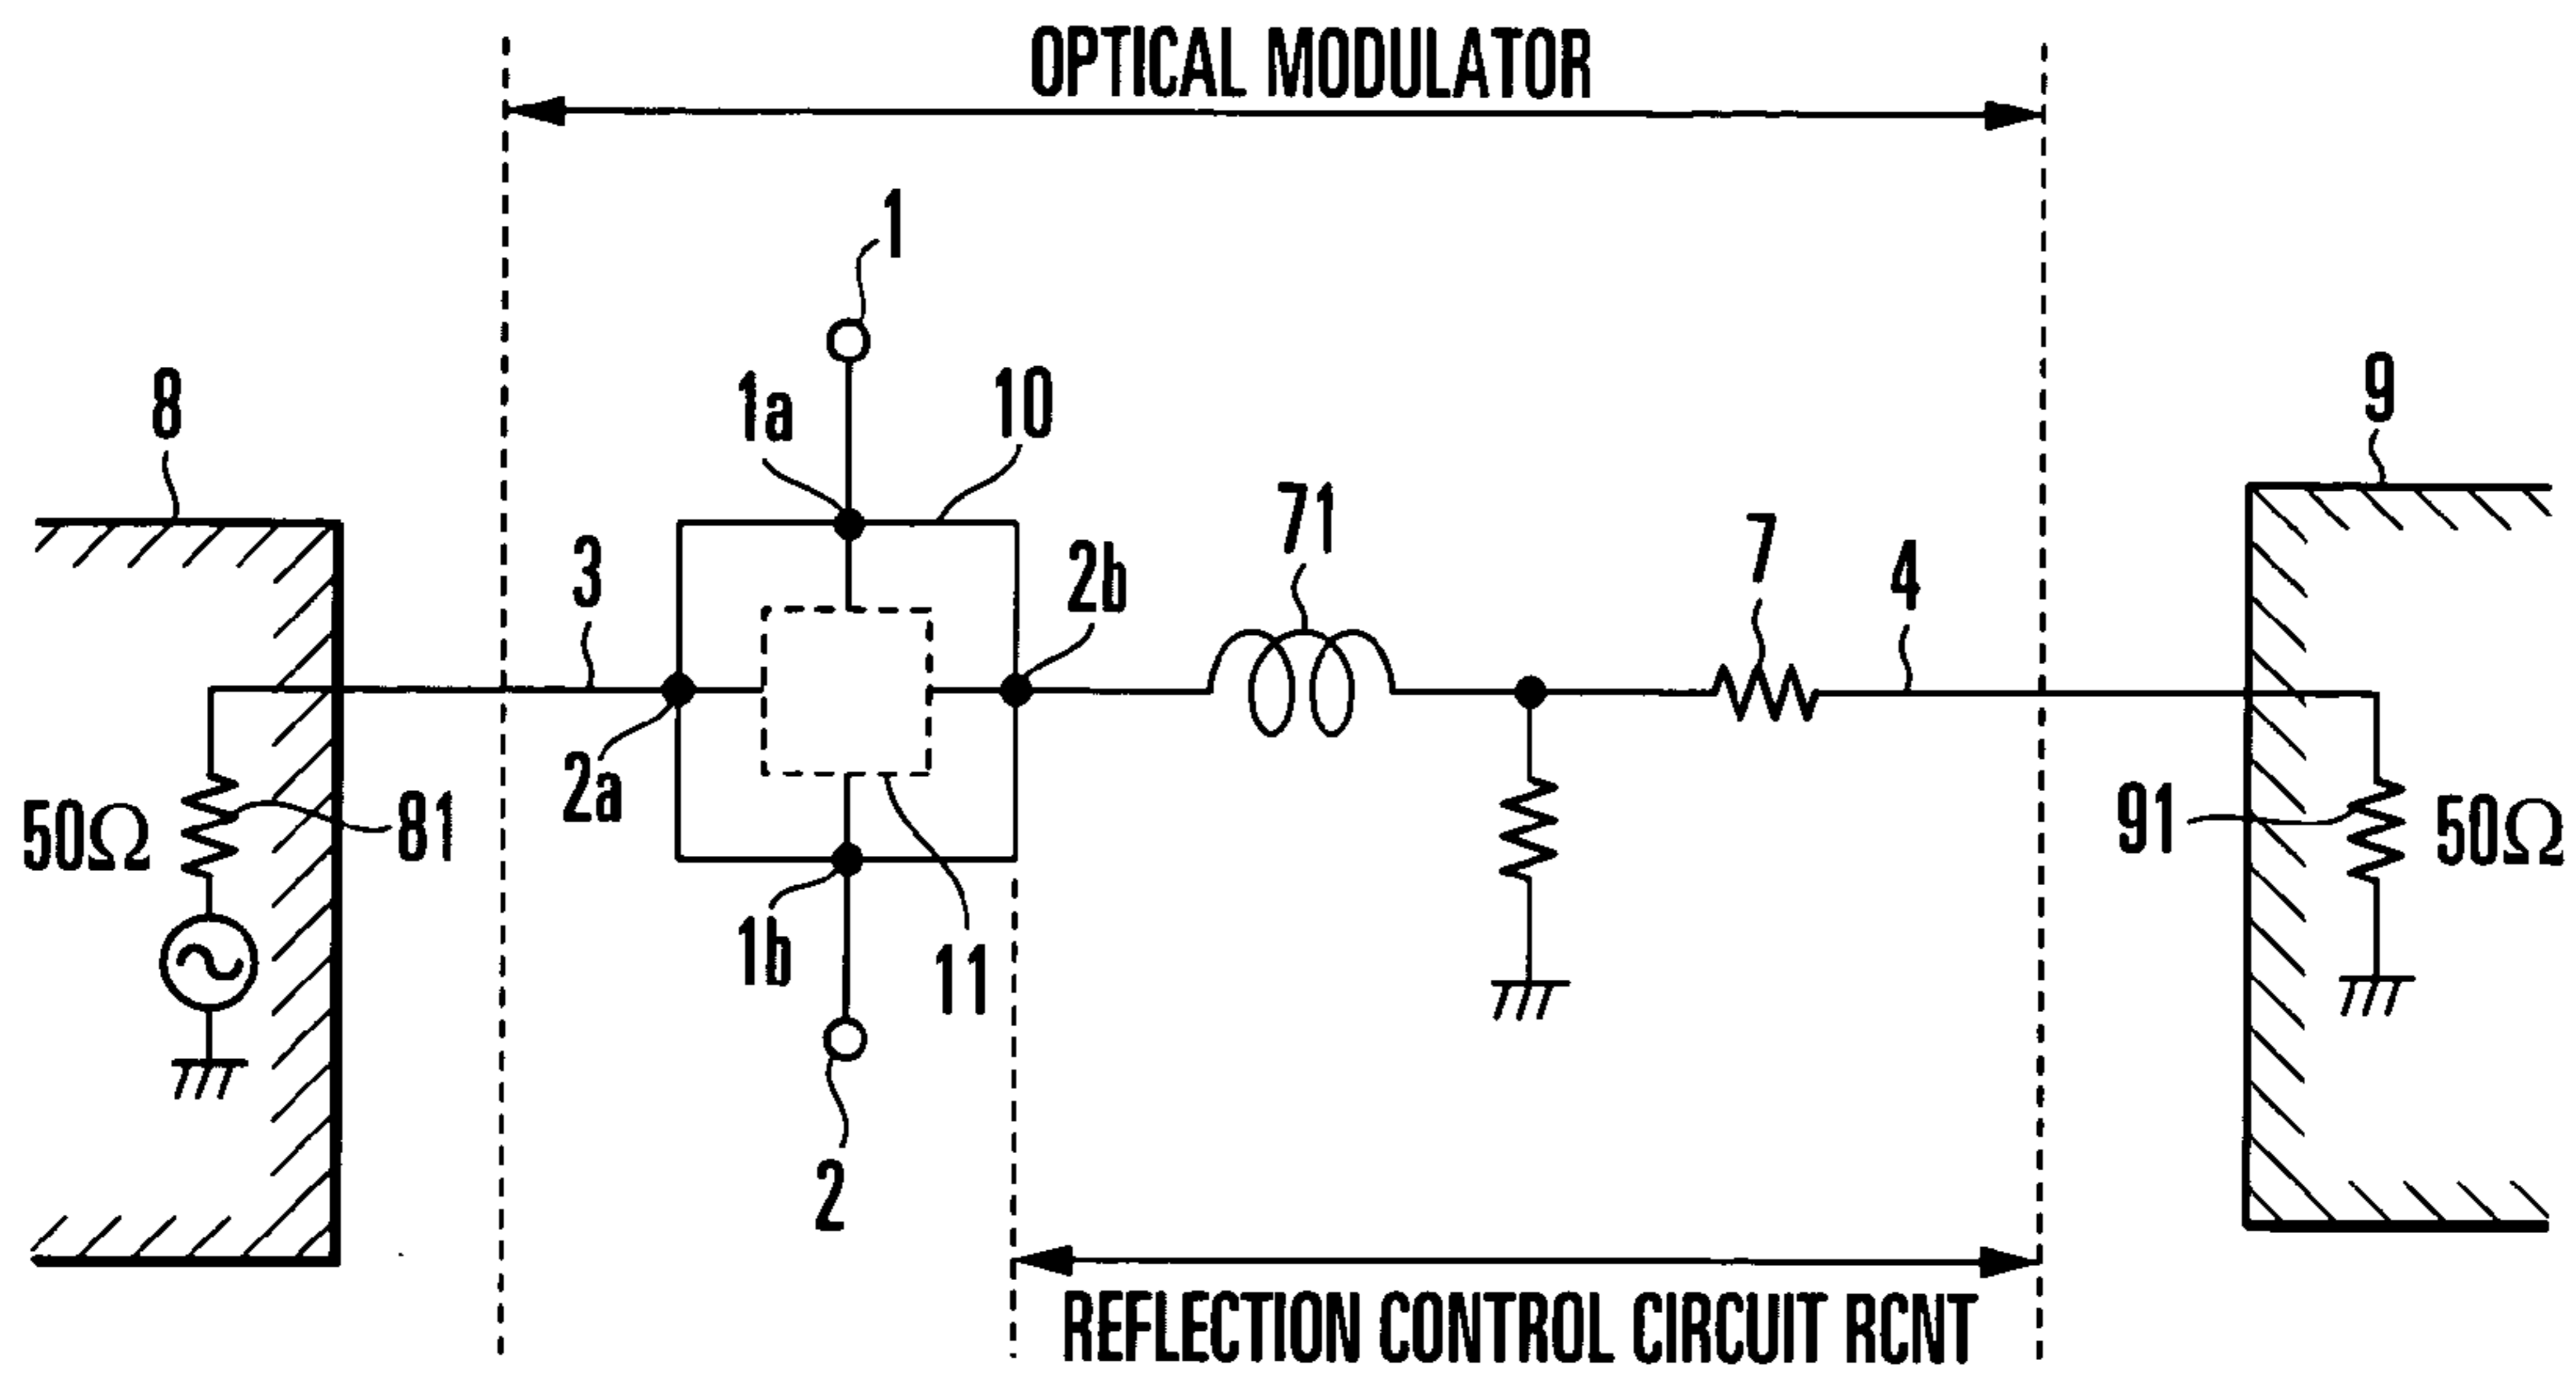 OPTICAL MODULATOR
1
8
1a
10
9
3
2b
71
7
4
2a
50Ω
81
91
50Ω
1b
11
2
REFLECTION CONTROL CIRCUIT RCNT